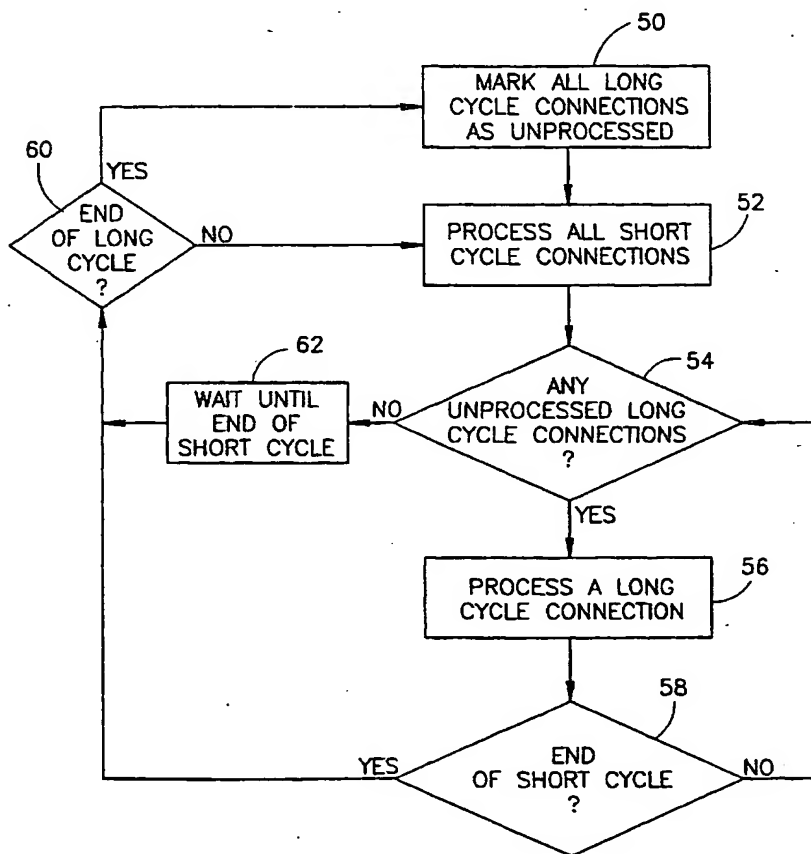 50
MARK ALL LONG
CYCLE CONNECTIONS
AS UNPROCESSED
60
YES
END
OF LONG
CYCLE
?
NO
PROCESS ALL SHORT
CYCLE CONNECTIONS
52
62
WAIT UNTIL
END OF
SHORT CYCLE
NO
54
ANY
UNPROCESSED LONG
CYCLE CONNECTIONS
?
YES
PROCESS A LONG
CYCLE CONNECTION
56
58
YES
END
OF SHORT CYCLE
?
NO